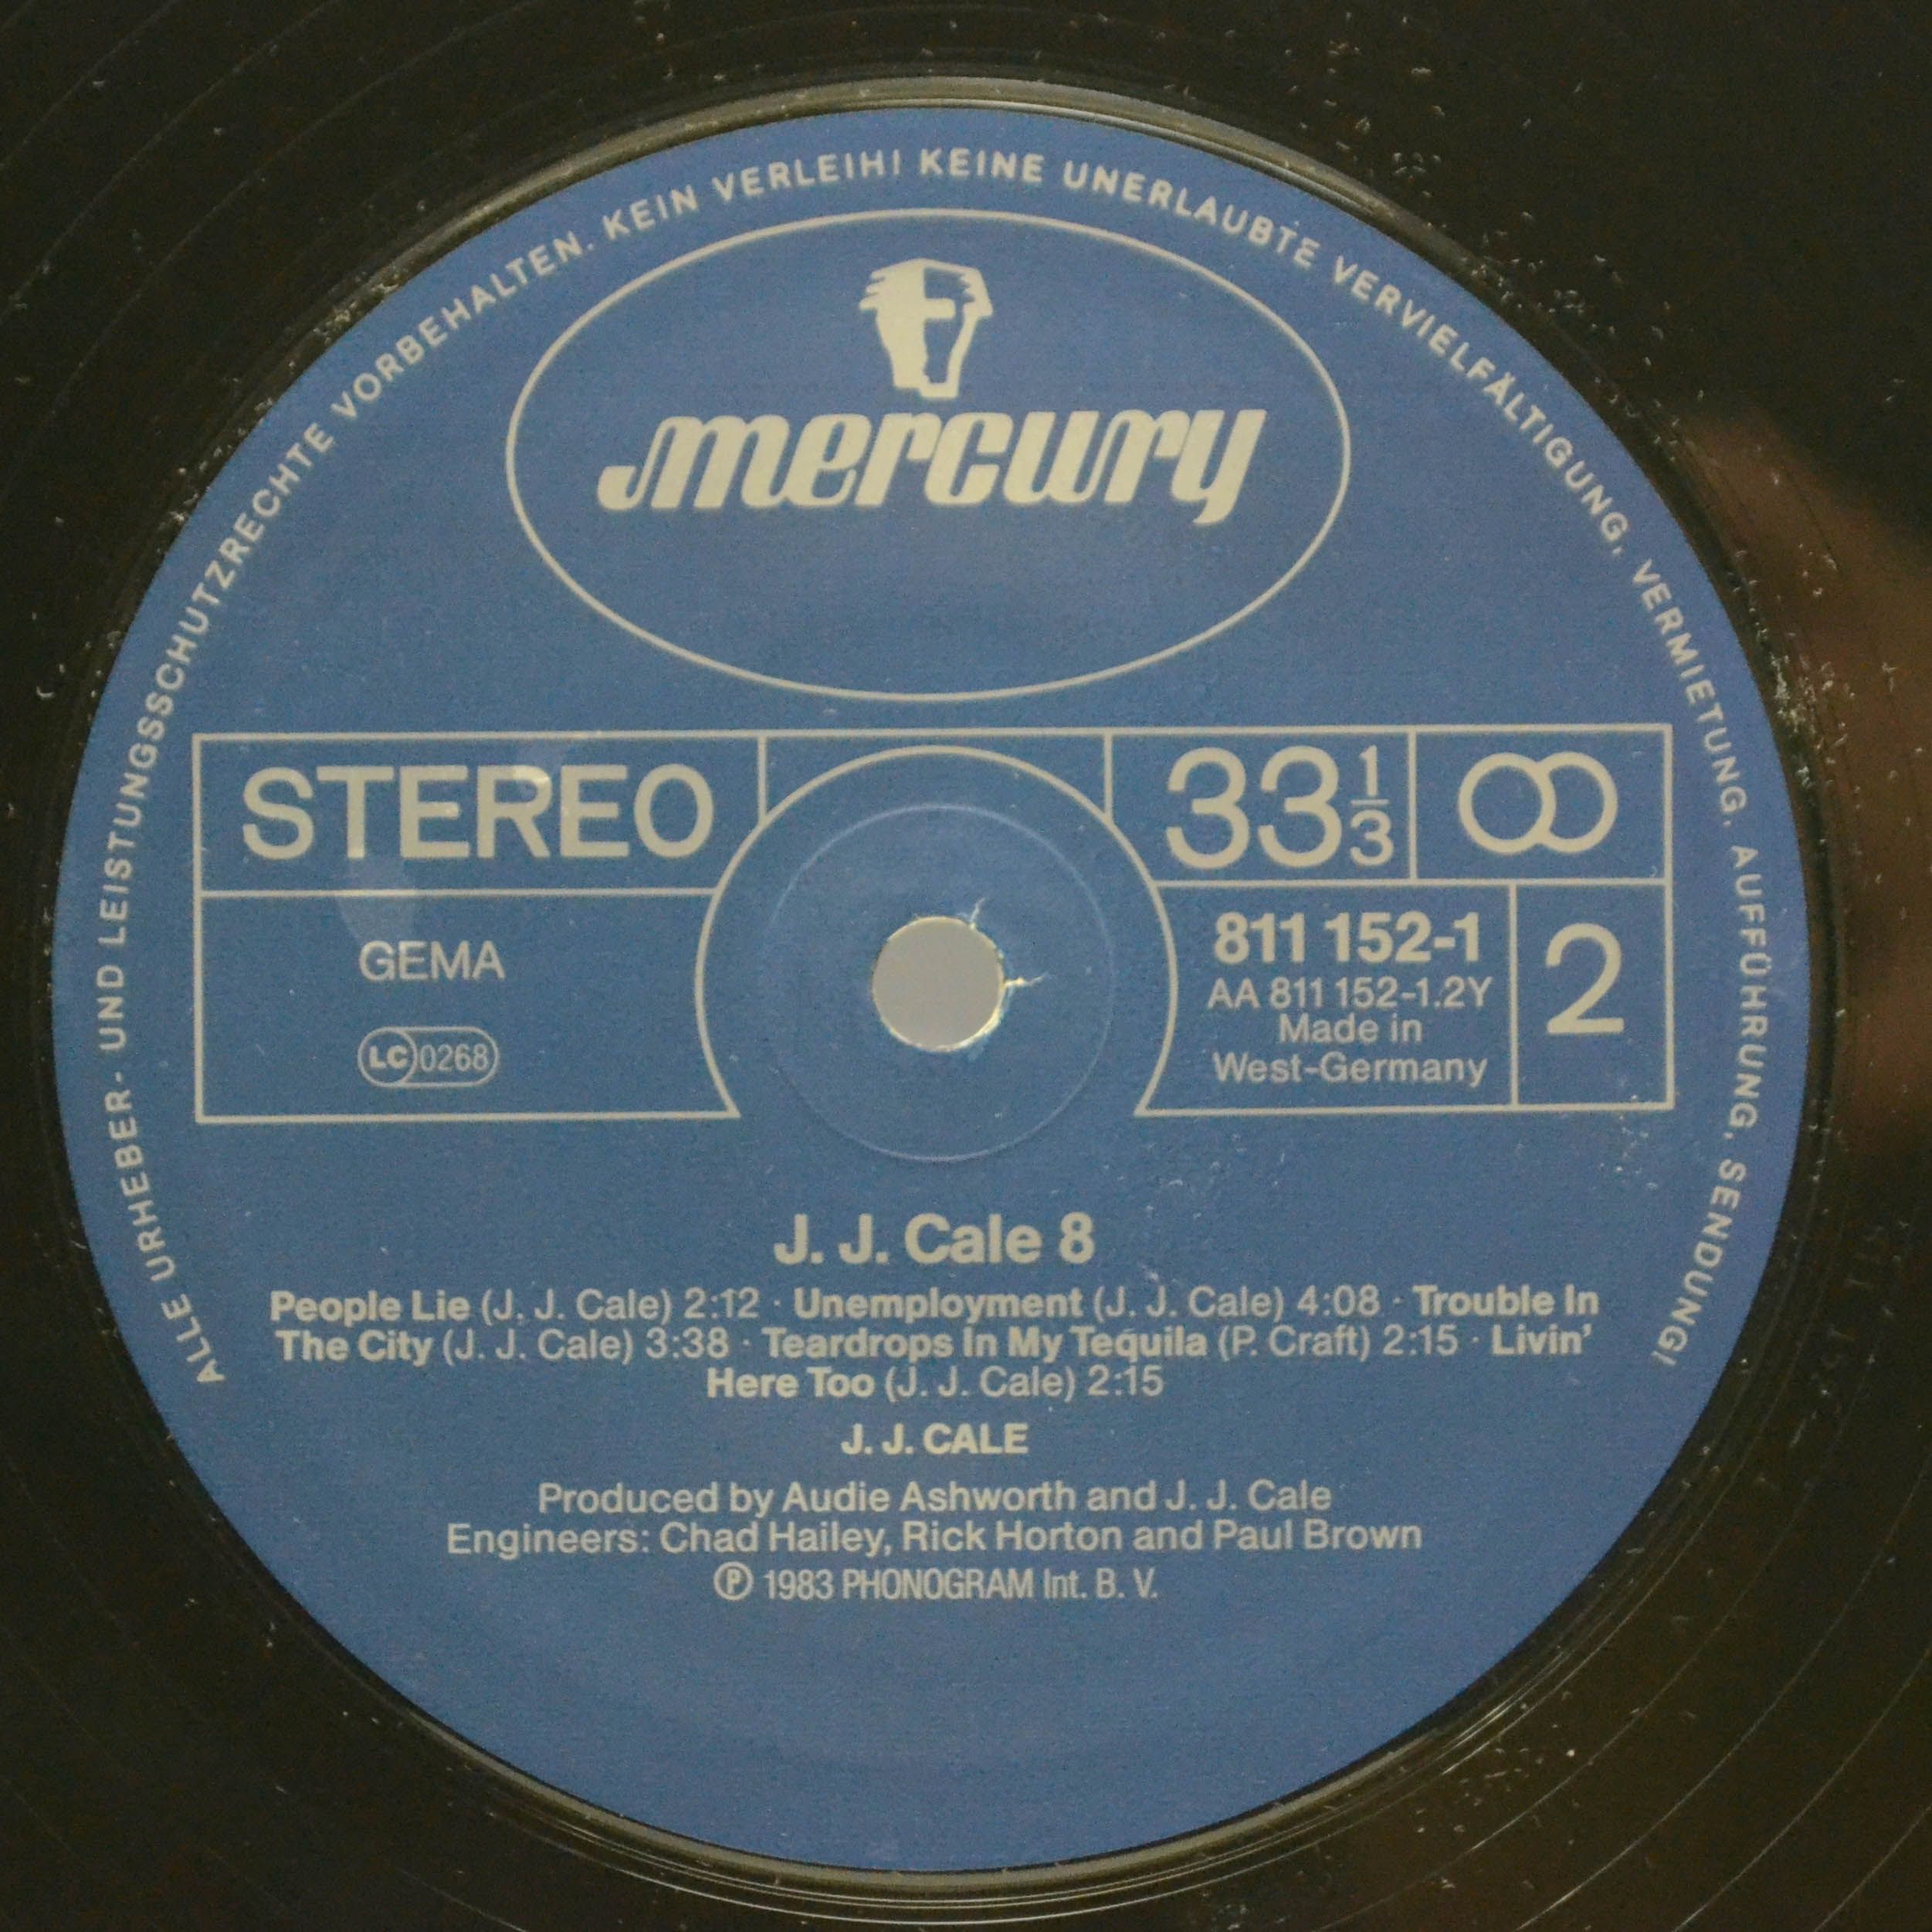 ALLE URHEBER- UND LEISTUNGSSCHUTZRECHTE VORBEHALTEN. KEIN VERLEIH! KEINE UNERLAUBTE VERVIELFÄLTIGUNG, VERMIETUNG, AUFFÜHRUNG, SENDUNG!
mercury
STEREO
33 1/3
GEMA
LC 0268
811 152-1
AA 811 152-1.2Y
Made in
West-Germany
2
J. J. Cale 8
People Lie (J. J. Cale) 2:12 · Unemployment (J. J. Cale) 4:08 · Trouble In
The City (J. J. Cale) 3:38 · Teardrops In My Tequila (P. Craft) 2:15 · Livin'
Here Too (J. J. Cale) 2:15
J. J. CALE
Produced by Audie Ashworth and J. J. Cale
Engineers: Chad Hailey, Rick Horton and Paul Brown
℗ 1983 PHONOGRAM Int. B. V.